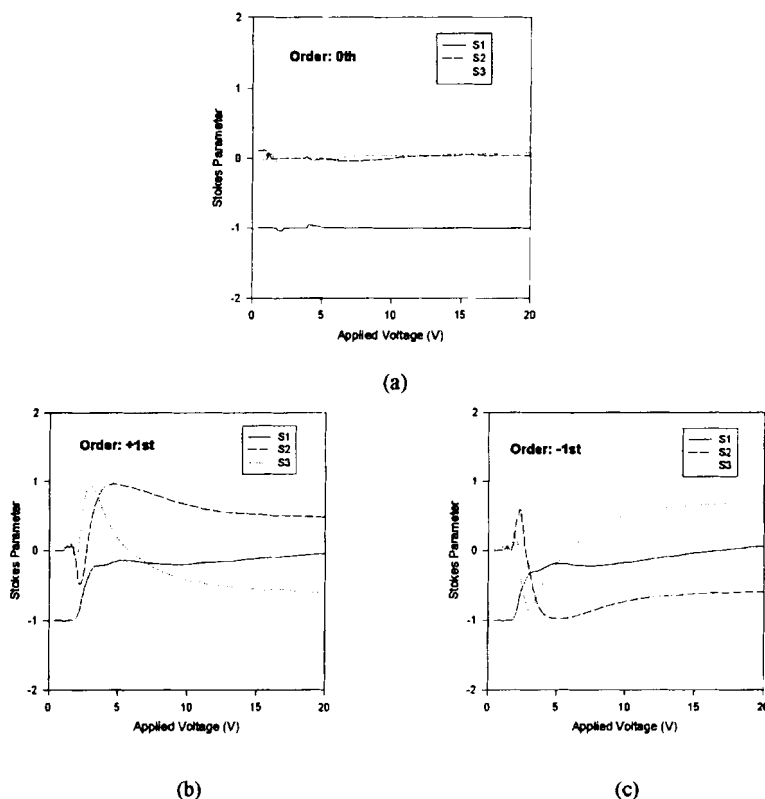 2
1
0
-1
-2
Stokes Parameter
Order: 0th
S1
S2
S3
0 5 10 15 20
Applied Voltage (V)
(a)
2
1
0
-1
-2
Stokes Parameter
Order: +1st
S1
S2
S3
0 5 10 15 20
Applied Voltage (V)
(b)
2
1
0
-1
-2
Stokes Parameter
Order: -1st
S1
S2
S3
0 5 10 15 20
Applied Voltage (V)
(c)